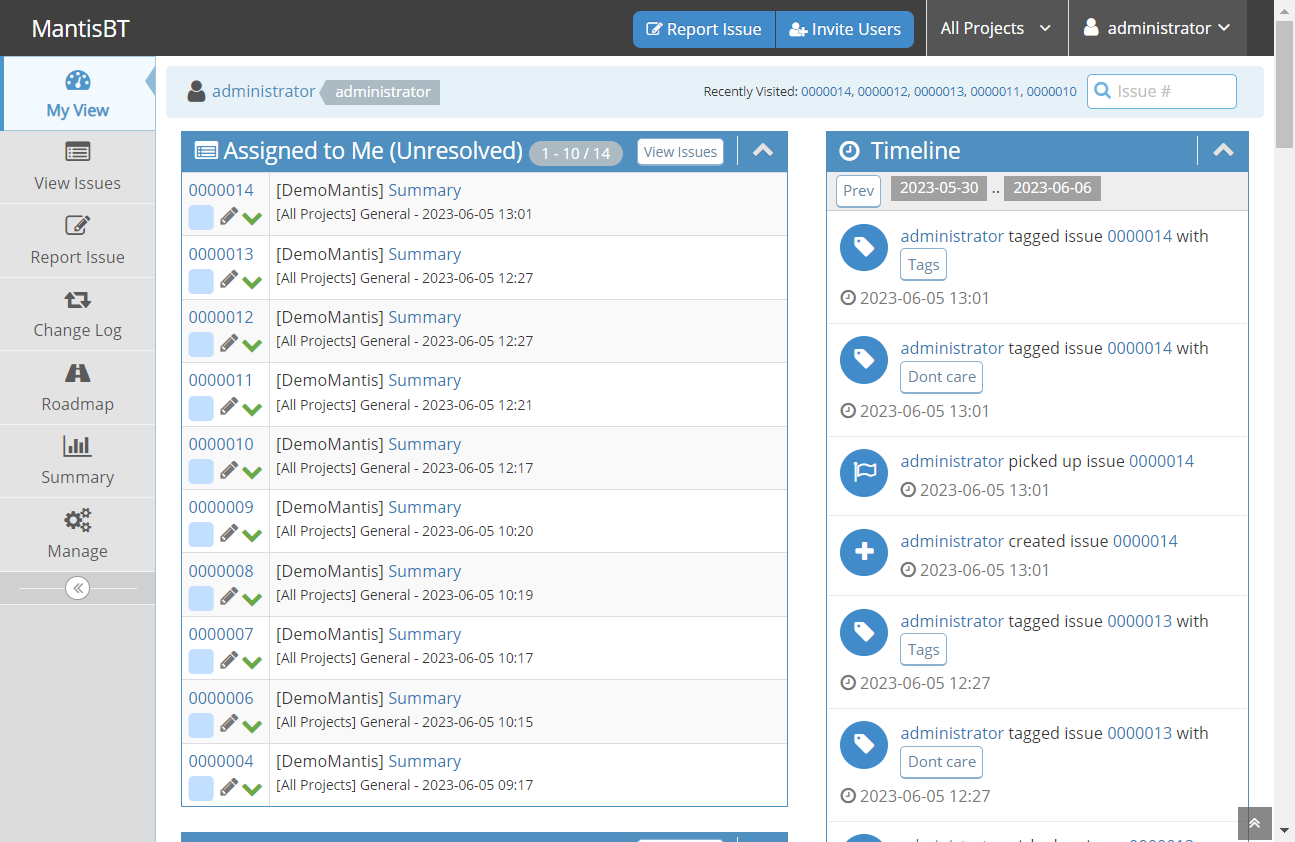 MantisBT
Report Issue
Invite Users
All Projects
administrator
My View
View Issues
Report Issue
Change Log
Roadmap
Summary
Manage
administrator
administrator
Recently Visited: 0000014, 0000012, 0000013, 0000011, 0000010
Issue #
Assigned to Me (Unresolved)
1 - 10 / 14
View Issues
0000014 [DemoMantis] Summary
[All Projects] General - 2023-06-05 13:01
0000013 [DemoMantis] Summary
[All Projects] General - 2023-06-05 12:27
0000012 [DemoMantis] Summary
[All Projects] General - 2023-06-05 12:27
0000011 [DemoMantis] Summary
[All Projects] General - 2023-06-05 12:21
0000010 [DemoMantis] Summary
[All Projects] General - 2023-06-05 12:17
0000009 [DemoMantis] Summary
[All Projects] General - 2023-06-05 10:20
0000008 [DemoMantis] Summary
[All Projects] General - 2023-06-05 10:19
0000007 [DemoMantis] Summary
[All Projects] General - 2023-06-05 10:17
0000006 [DemoMantis] Summary
[All Projects] General - 2023-06-05 10:15
0000004 [DemoMantis] Summary
[All Projects] General - 2023-06-05 09:17
Timeline
Prev 2023-05-30 .. 2023-06-06
administrator tagged issue 0000014 with
Tags
2023-06-05 13:01
administrator tagged issue 0000014 with
Dont care
2023-06-05 13:01
administrator picked up issue 0000014
2023-06-05 13:01
administrator created issue 0000014
2023-06-05 13:01
administrator tagged issue 0000013 with
Tags
2023-06-05 12:27
administrator tagged issue 0000013 with
Dont care
2023-06-05 12:27